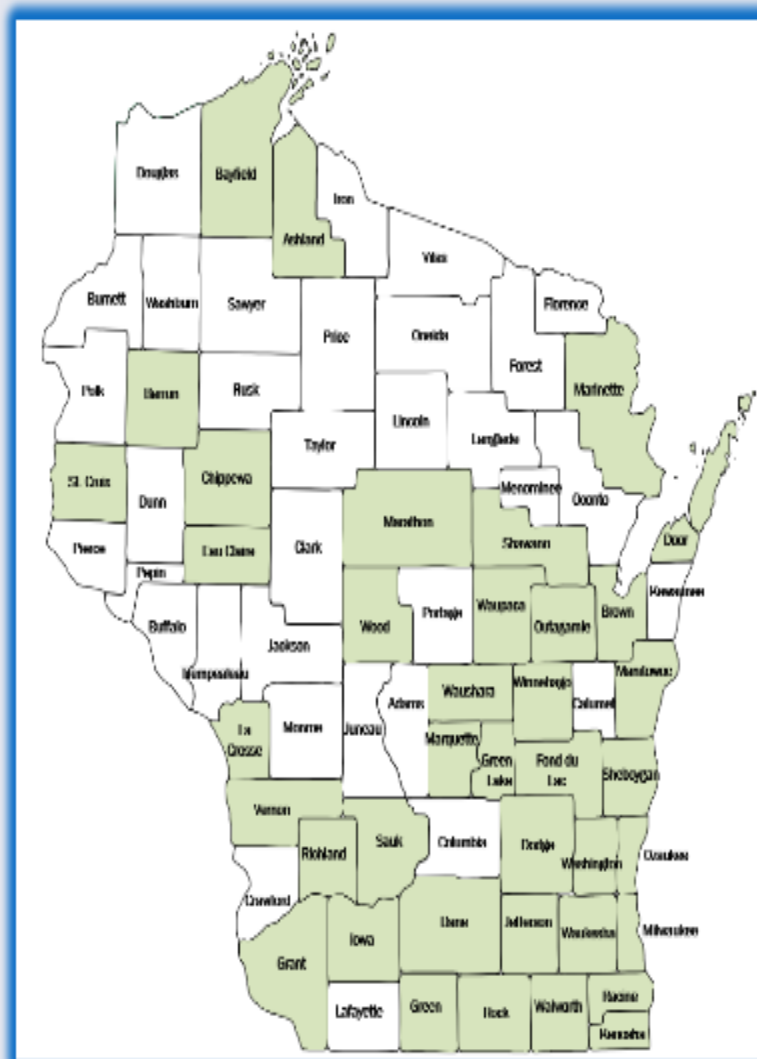 Douglas
Bayfield
Iron
Ashland
Vilas
Burnett
Washburn
Sawyer
Florence
Price
Oneida
Forest
Polk
Barron
Rusk
Marinette
Lincoln
Taylor
Langlade
St. Croix
Chippewa
Menominee
Dunn
Oconto
Marathon
Clark
Shawano
Pierce
Eau Claire
Door
Pepin
Kewaunee
Buffalo
Wood
Portage
Waupaca
Outagamie
Brown
Jackson
Trempealeau
Manitowoc
Waushara
Winnebago
Adams
Calumet
La
Crosse
Monroe
Juneau
Marquette
Green
Lake
Fond du
Lac
Sheboygan
Vernon
Richland
Sauk
Columbia
Dodge
Washington
Ozaukee
Crawford
Dane
Jefferson
Waukesha
Milwaukee
Iowa
Grant
Lafayette
Green
Rock
Walworth
Racine
Kenosha